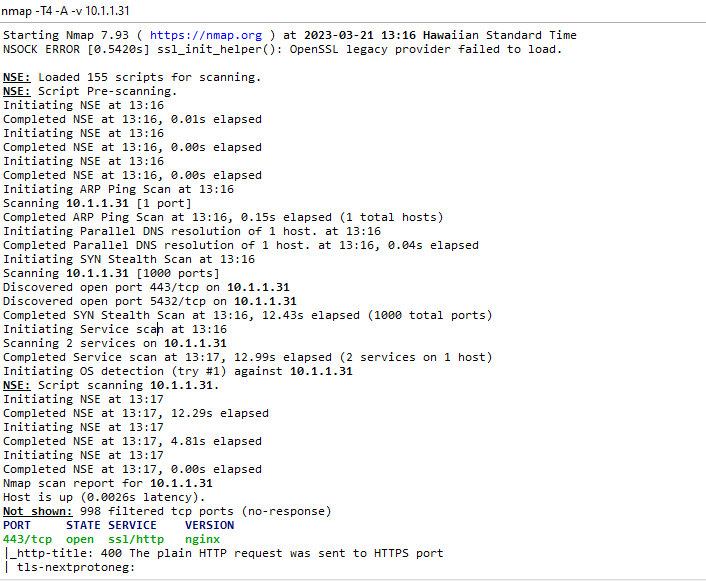 nmap -T4 -A -v 10.1.1.31
Starting Nmap 7.93 ( https://nmap.org ) at 2023-03-21 13:16 Hawaiian Standard Time
NSOCK ERROR [0.5420s] ssl_init_helper(): OpenSSL legacy provider failed to load.
NSE: Loaded 155 scripts for scanning.
NSE: Script Pre-scanning.
Initiating NSE at 13:16
Completed NSE at 13:16, 0.01s elapsed
Initiating NSE at 13:16
Completed NSE at 13:16, 0.00s elapsed
Initiating NSE at 13:16
Completed NSE at 13:16, 0.00s elapsed
Initiating ARP Ping Scan at 13:16
Scanning 10.1.1.31 [1 port]
Completed ARP Ping Scan at 13:16, 0.15s elapsed (1 total hosts)
Initiating Parallel DNS resolution of 1 host. at 13:16
Completed Parallel DNS resolution of 1 host. at 13:16, 0.04s elapsed
Initiating SYN Stealth Scan at 13:16
Scanning 10.1.1.31 [1000 ports]
Discovered open port 443/tcp on 10.1.1.31
Discovered open port 5432/tcp on 10.1.1.31
Completed SYN Stealth Scan at 13:16, 12.43s elapsed (1000 total ports)
Initiating Service scan at 13:16
Scanning 2 services on 10.1.1.31
Completed Service scan at 13:17, 12.99s elapsed (2 services on 1 host)
Initiating OS detection (try #1) against 10.1.1.31
NSE: Script scanning 10.1.1.31.
Initiating NSE at 13:17
Completed NSE at 13:17, 12.29s elapsed
Initiating NSE at 13:17
Completed NSE at 13:17, 4.81s elapsed
Initiating NSE at 13:17
Completed NSE at 13:17, 0.00s elapsed
Nmap scan report for 10.1.1.31
Host is up (0.0026s latency).
Not shown: 998 filtered tcp ports (no-response)
PORT     STATE SERVICE    VERSION
443/tcp  open  ssl/http   nginx
|_http-title: 400 The plain HTTP request was sent to HTTPS port
| tls-nextprotoneg: